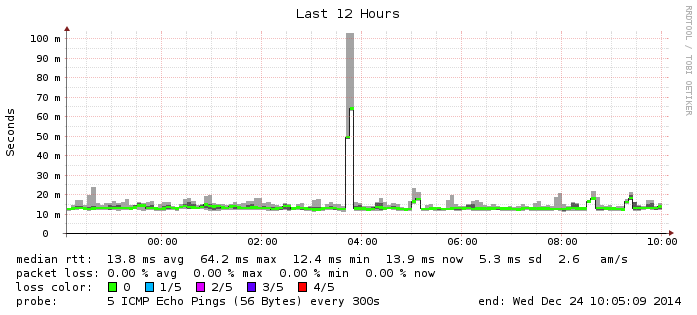 Last 12 Hours
RRDTOOL / TOBI OETIKER
Seconds
100 m
90 m
80 m
70 m
60 m
50 m
40 m
30 m
20 m
10 m
0
00:00 02:00 04:00 06:00 08:00 10:00
median rtt: 13.8 ms avg 64.2 ms max 12.4 ms min 13.9 ms now 5.3 ms sd 2.6 am/s
packet loss: 0.00 % avg 0.00 % max 0.00 % min 0.00 % now
loss color: 0 1/5 2/5 3/5 4/5
probe: 5 ICMP Echo Pings (56 Bytes) every 300s end: Wed Dec 24 10:05:09 2014